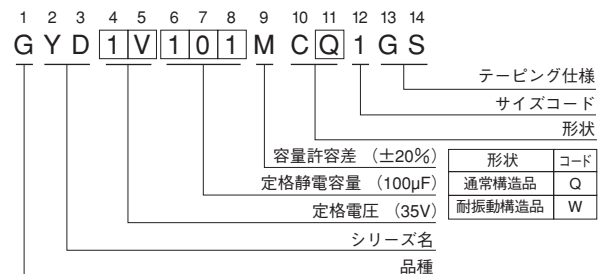 1 2 3 4 5 6 7 8 9 10 11 12 13 14
G Y D 1 V 1 0 1 M C Q 1 G S
テーピング仕様
サイズコード
形状
容量許容差 (±20%)
定格静電容量 (100µF)
定格電圧 (35V)
シリーズ名
品種
形状 コード
通常構造品 Q
耐振動構造品 W